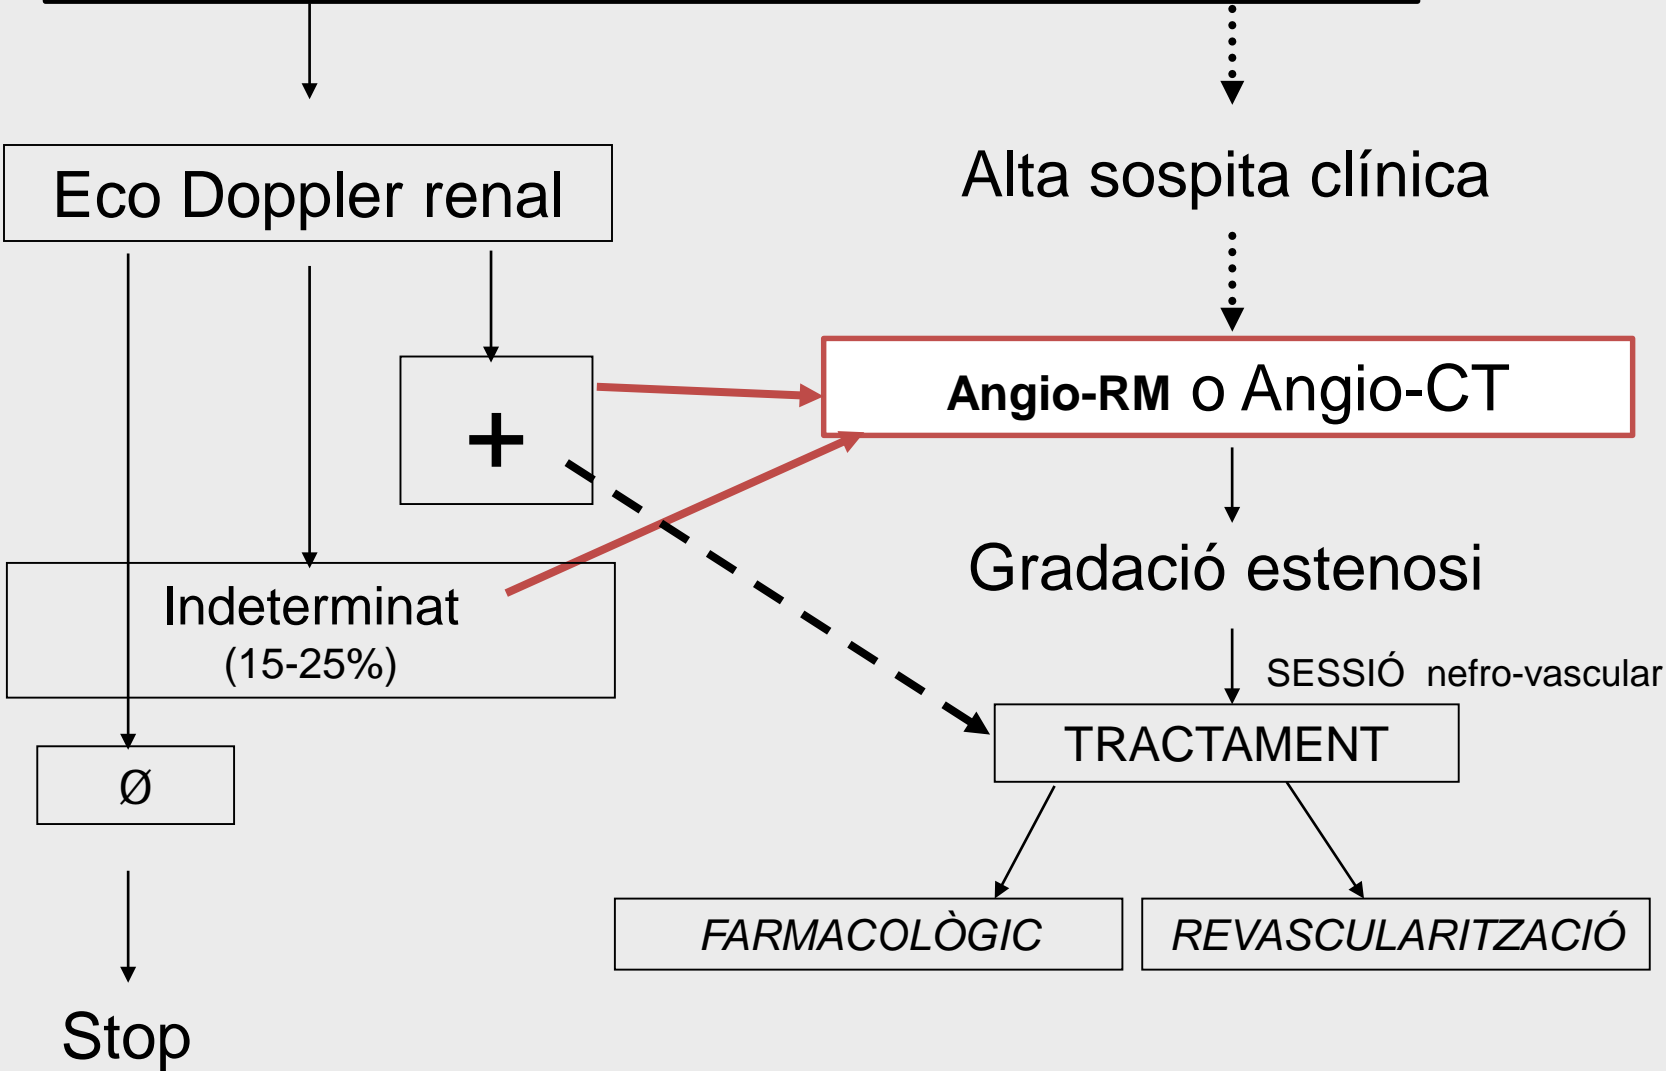 Eco Doppler renal
Alta sospita clínica
+
Angio-RM o Angio-CT
Indeterminat
(15-25%)
Gradació estenosi
SESSIÓ nefro-vascular
TRACTAMENT
Ø
FARMACOLÒGIC
REVASCULARITZACIÓ
Stop